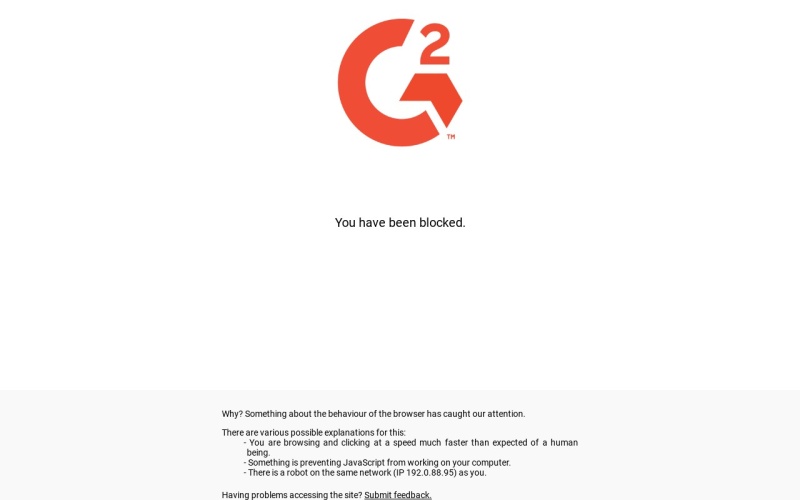 G2
TM
You have been blocked.
Why? Something about the behaviour of the browser has caught our attention.
There are various possible explanations for this:
- You are browsing and clicking at a speed much faster than expected of a human
being.
- Something is preventing JavaScript from working on your computer.
- There is a robot on the same network (IP 192.0.88.95) as you.
Having problems accessing the site? Submit feedback.